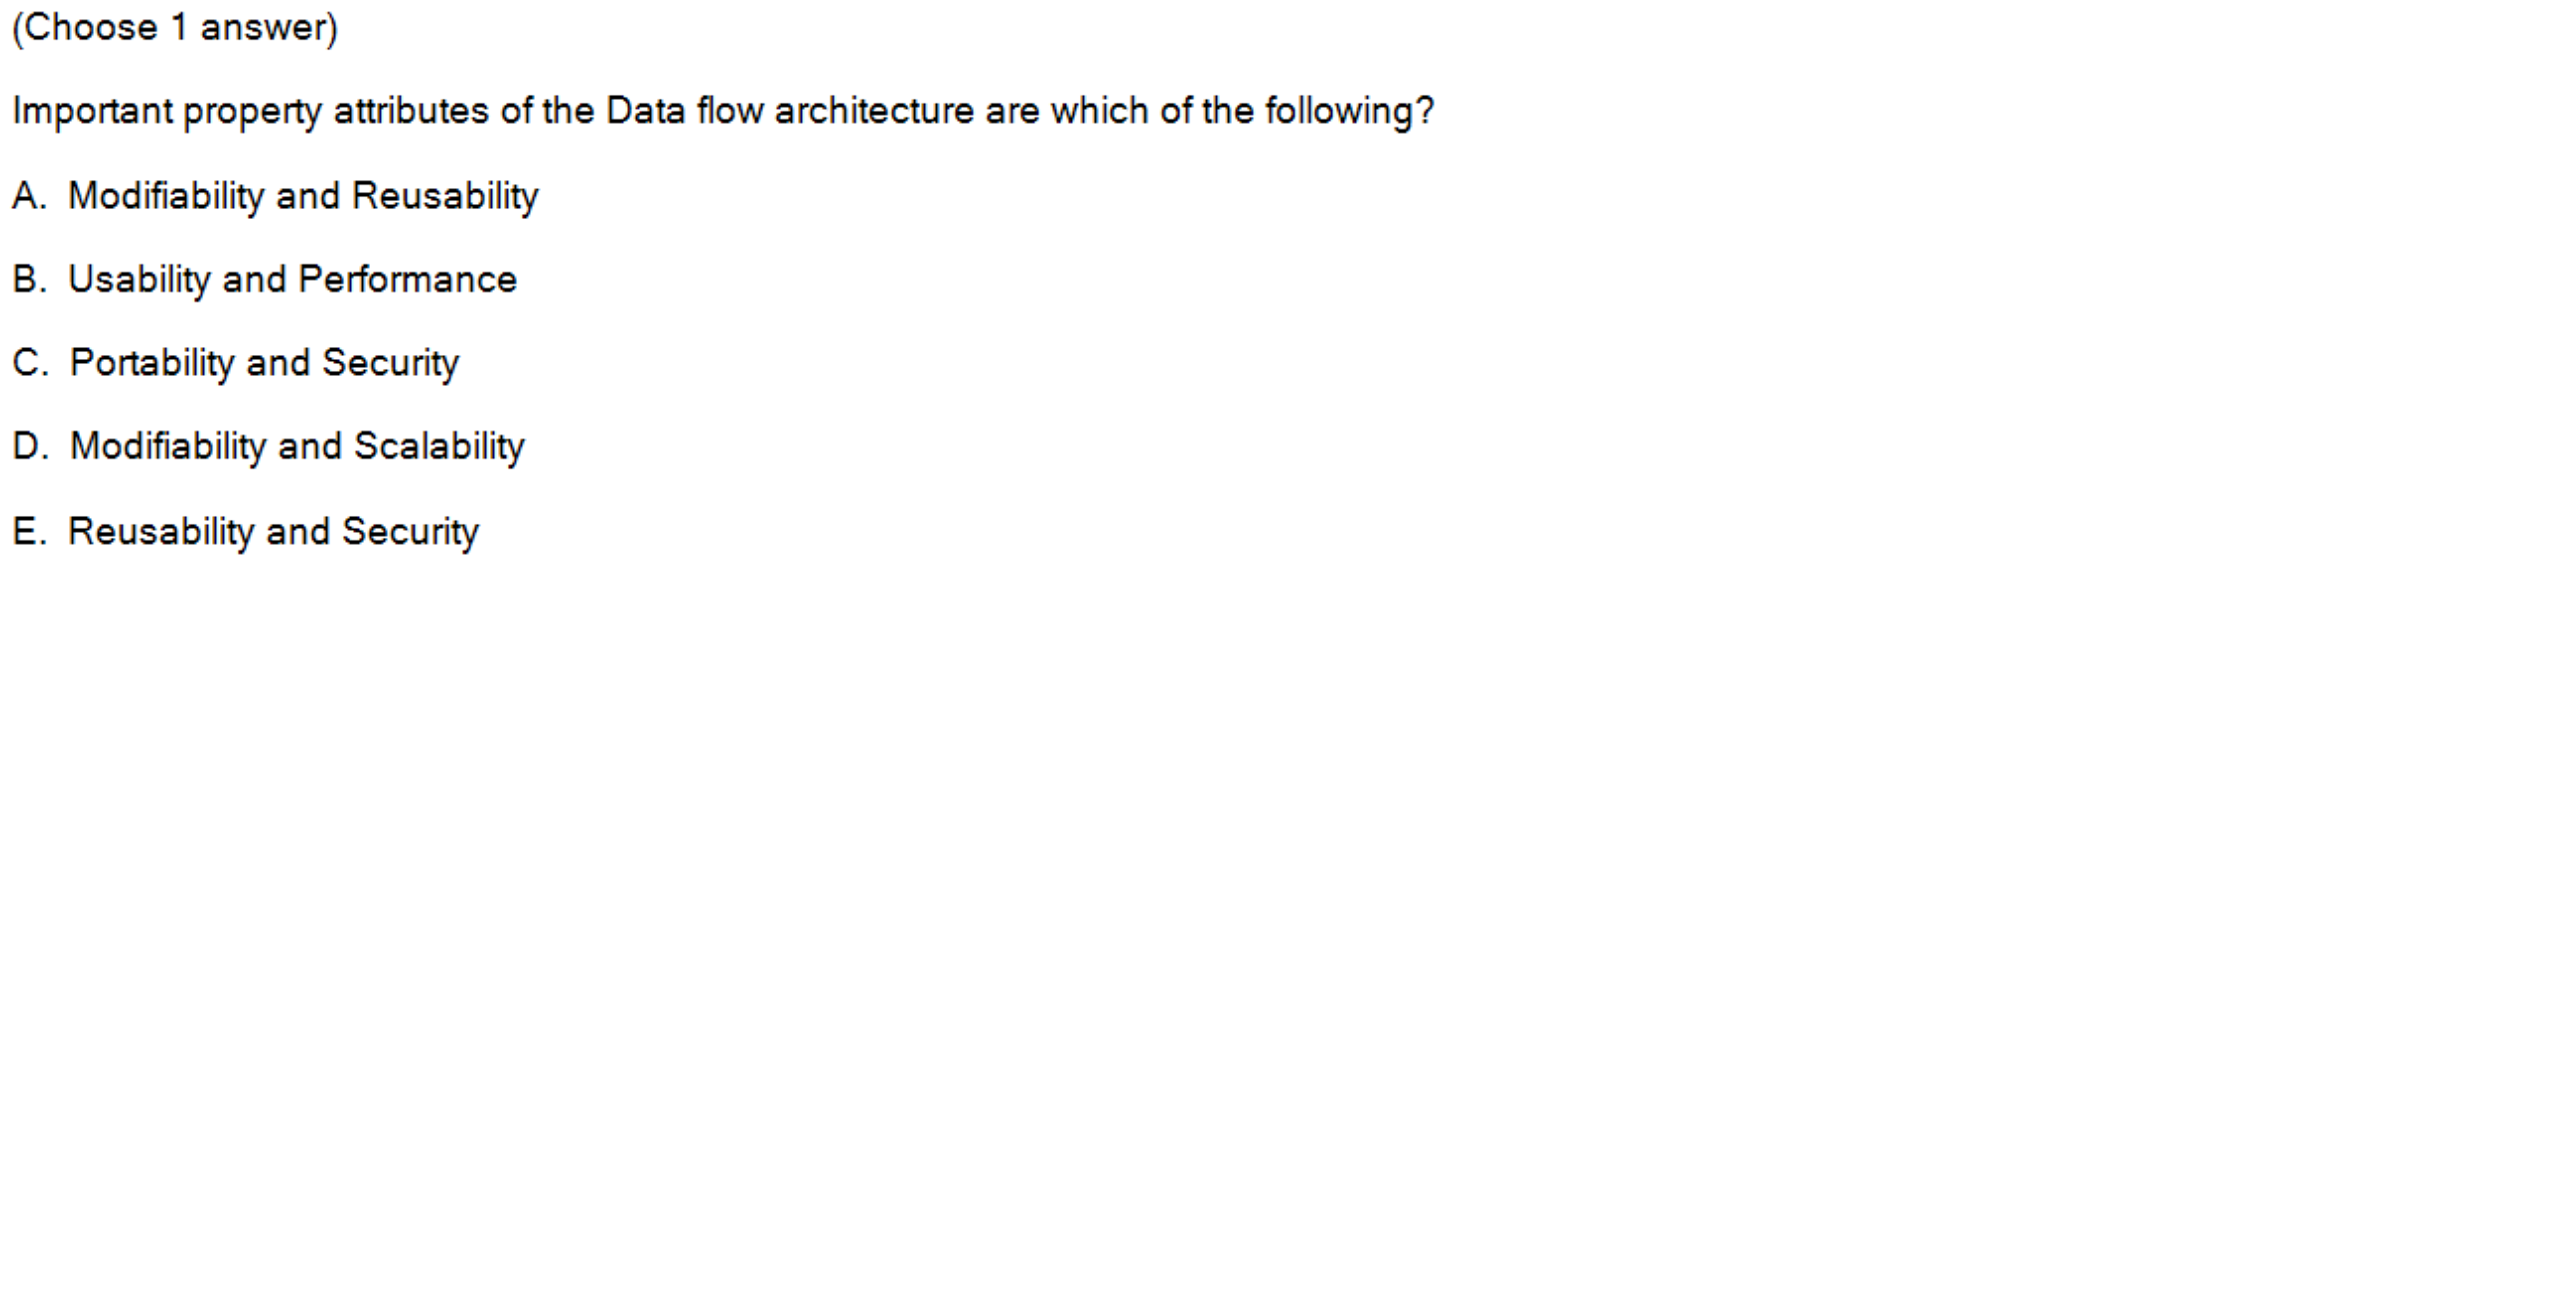 (Choose 1 answer)
Important property attributes of the Data flow architecture are which of the following?
A. Modifiability and Reusability
B. Usability and Performance
C. Portability and Security
D. Modifiability and Scalability
E. Reusability and Security